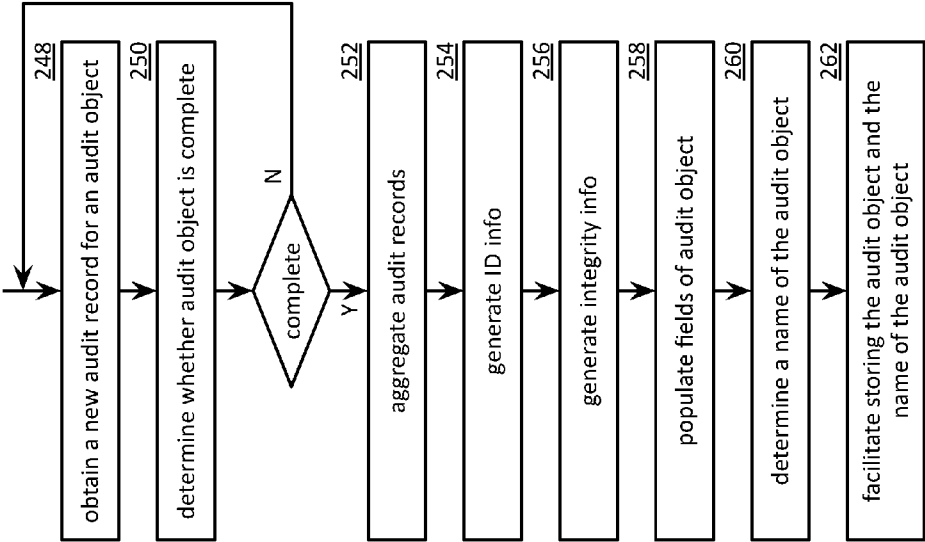 248
obtain a new audit record for an audit object
250
determine whether audit object is complete
complete
N
Y
252
aggregate audit records
254
generate ID info
256
generate integrity info
258
populate fields of audit object
260
determine a name of the audit object
262
facilitate storing the audit object and the
name of the audit object